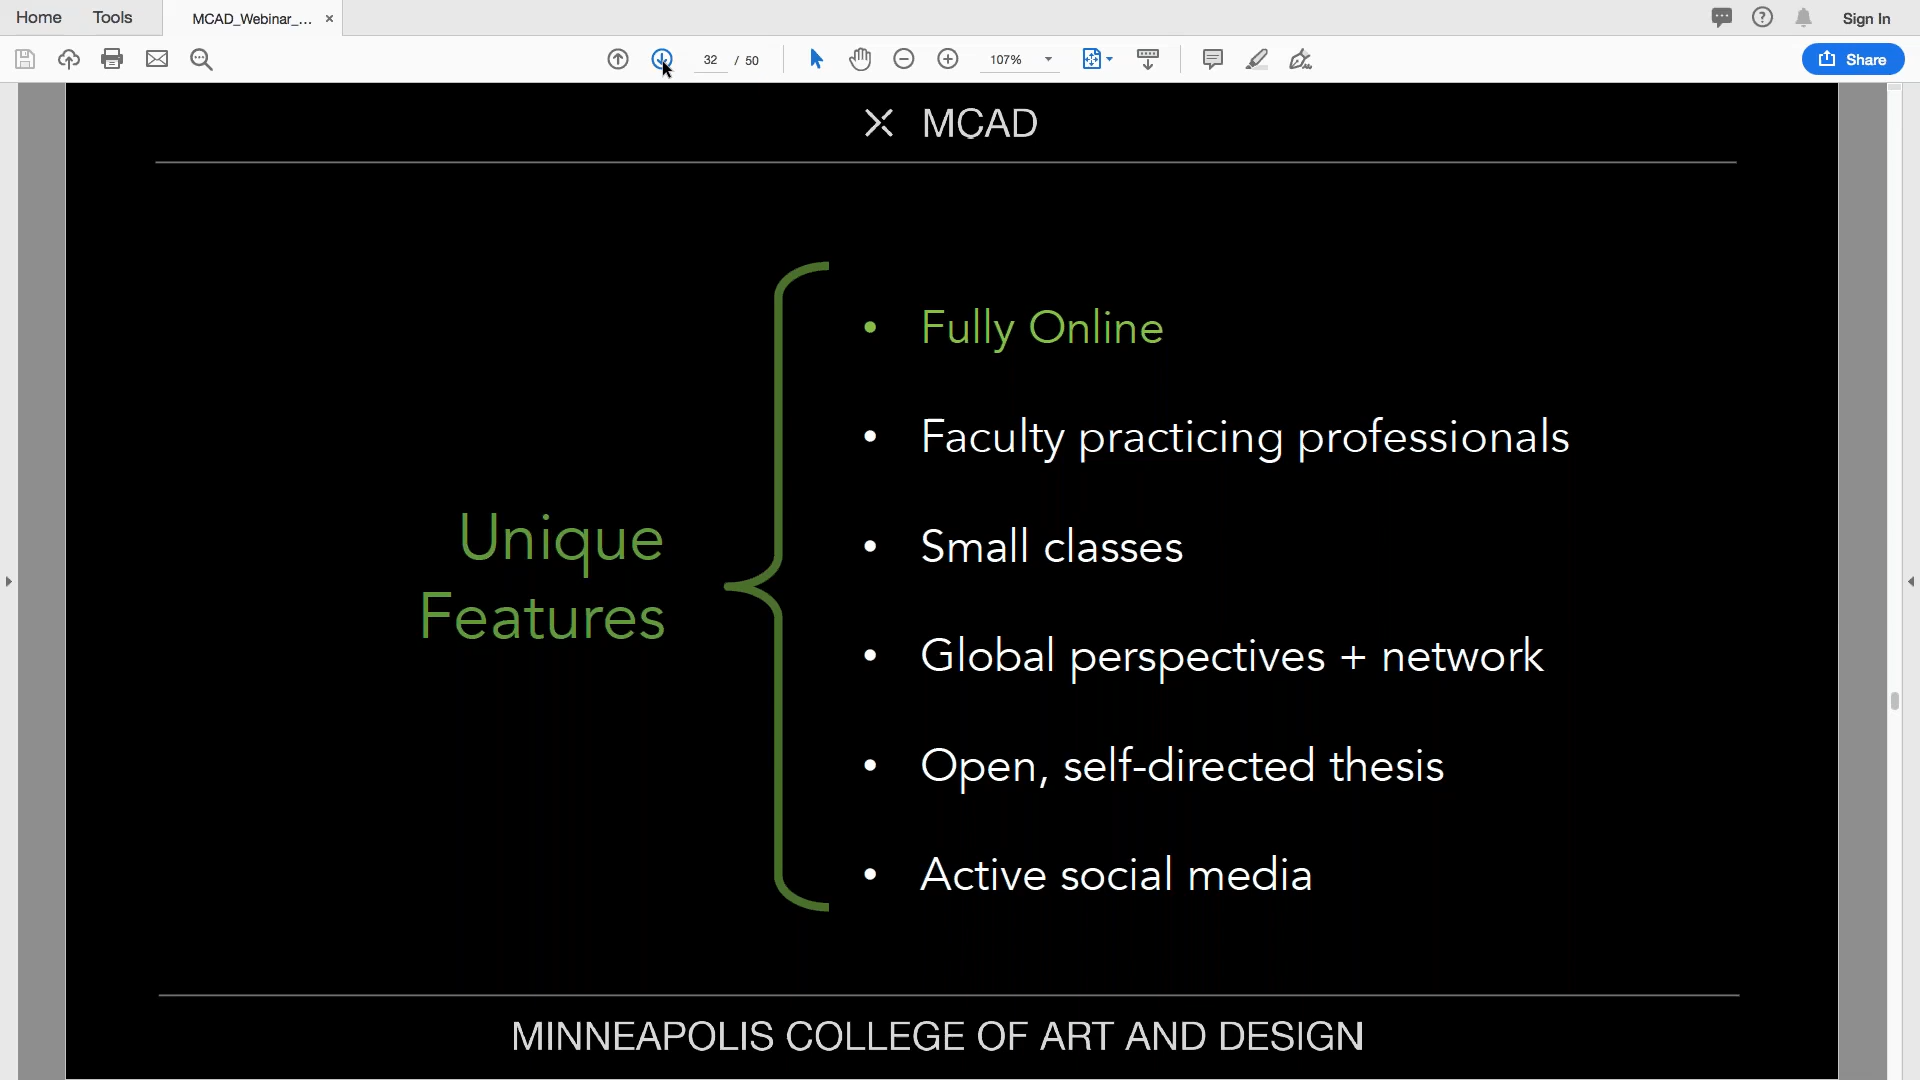 Home Tools MCAD_Webinar_... × Sign In
32 / 50 107% Share
MCAD
Unique
Features
• Fully Online
• Faculty practicing professionals
• Small classes
• Global perspectives + network
• Open, self-directed thesis
• Active social media
MINNEAPOLIS COLLEGE OF ART AND DESIGN